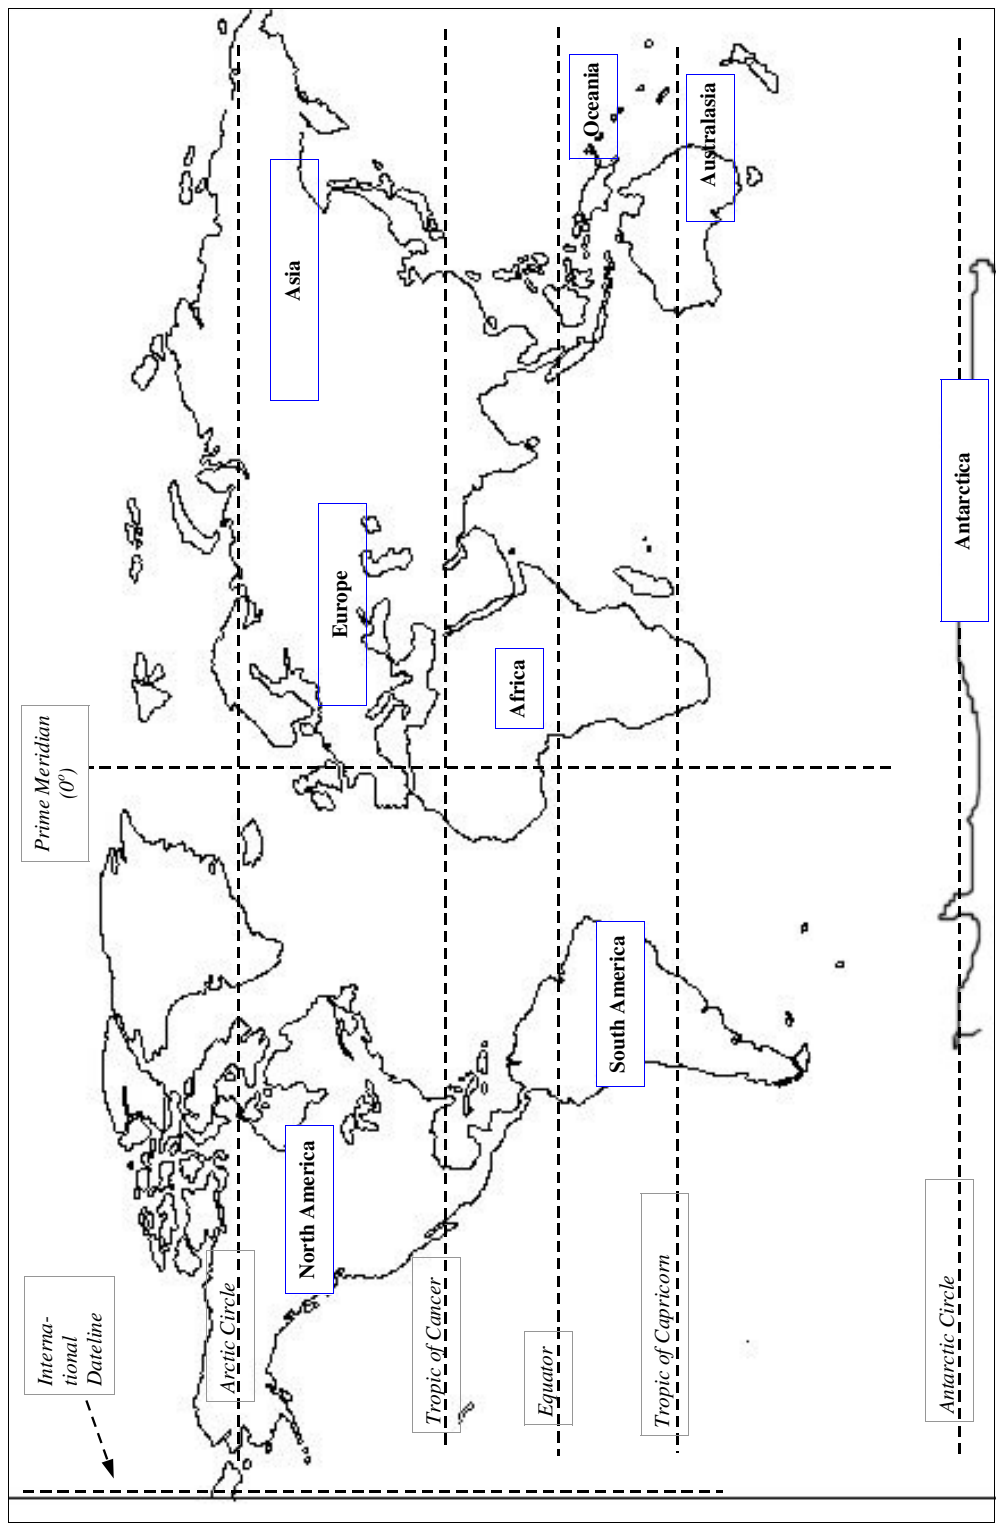 Interna-
tional
Dateline
Prime Meridian
(0º)
Arctic Circle
North America
Europe
Asia
Tropic of Cancer
Africa
Equator
Oceania
South America
Tropic of Capricorn
Australasia
Antarctic Circle
Antarctica